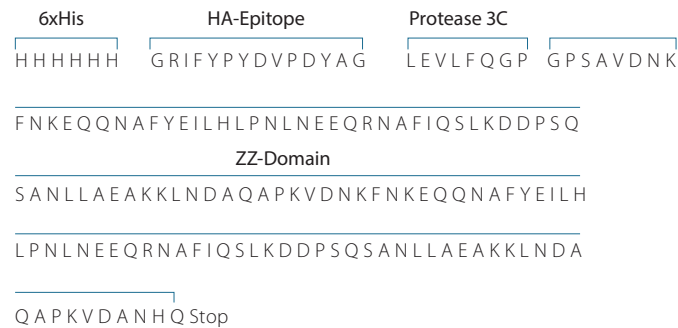 6xHis HA-Epitope Protease 3C
H H H H H H G R I F Y P Y D V P D Y A G L E V L F Q G P G P S A V D N K
F N K E Q Q N A F Y E I L H L P N L N E E Q R N A F I Q S L K D D P S Q
ZZ-Domain
S A N L L A E A K K L N D A Q A P K V D N K F N K E Q Q N A F Y E I L H
L P N L N E E Q R N A F I Q S L K D D P S Q S A N L L A E A K K L N D A
Q A P K V D A N H Q Stop